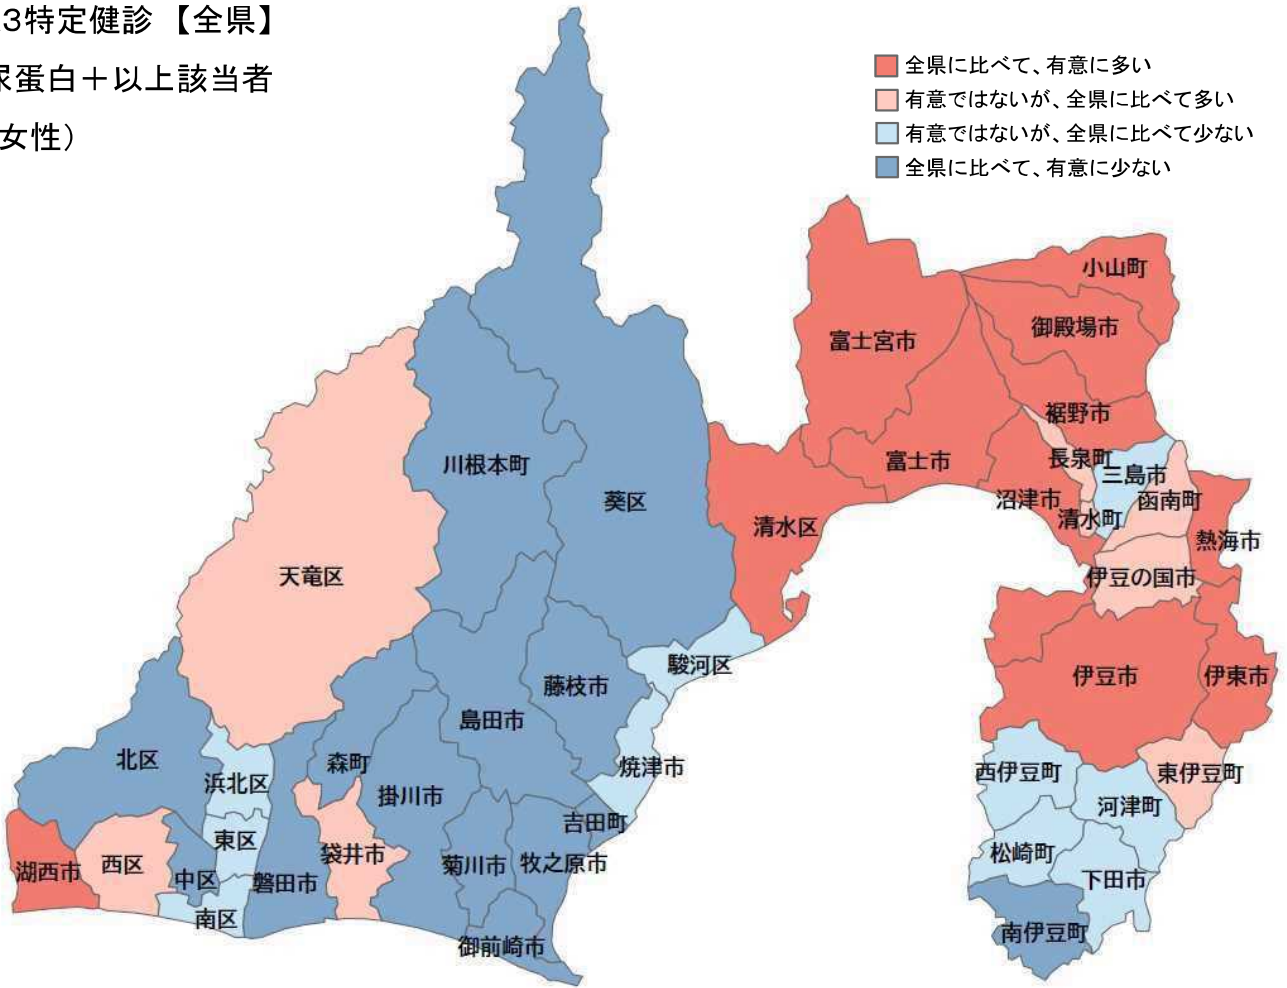 3特定健診 【全県】
尿蛋白＋以上該当者
女性）
全県に比べて、有意に多い
有意ではないが、全県に比べて多い
有意ではないが、全県に比べて少ない
全県に比べて、有意に少ない
小山町
御殿場市
富士宮市
裾野市
富士市
長泉町
三島市
沼津市
函南町
清水町
熱海市
伊豆の国市
川根本町
葵区
清水区
天竜区
駿河区
伊豆市
伊東市
藤枝市
島田市
北区
浜北区
森町
掛川市
焼津市
西伊豆町
東伊豆町
河津町
吉田町
東区
袋井市
湖西市
西区
中区
磐田市
菊川市
牧之原市
松崎町
下田市
南区
御前崎市
南伊豆町